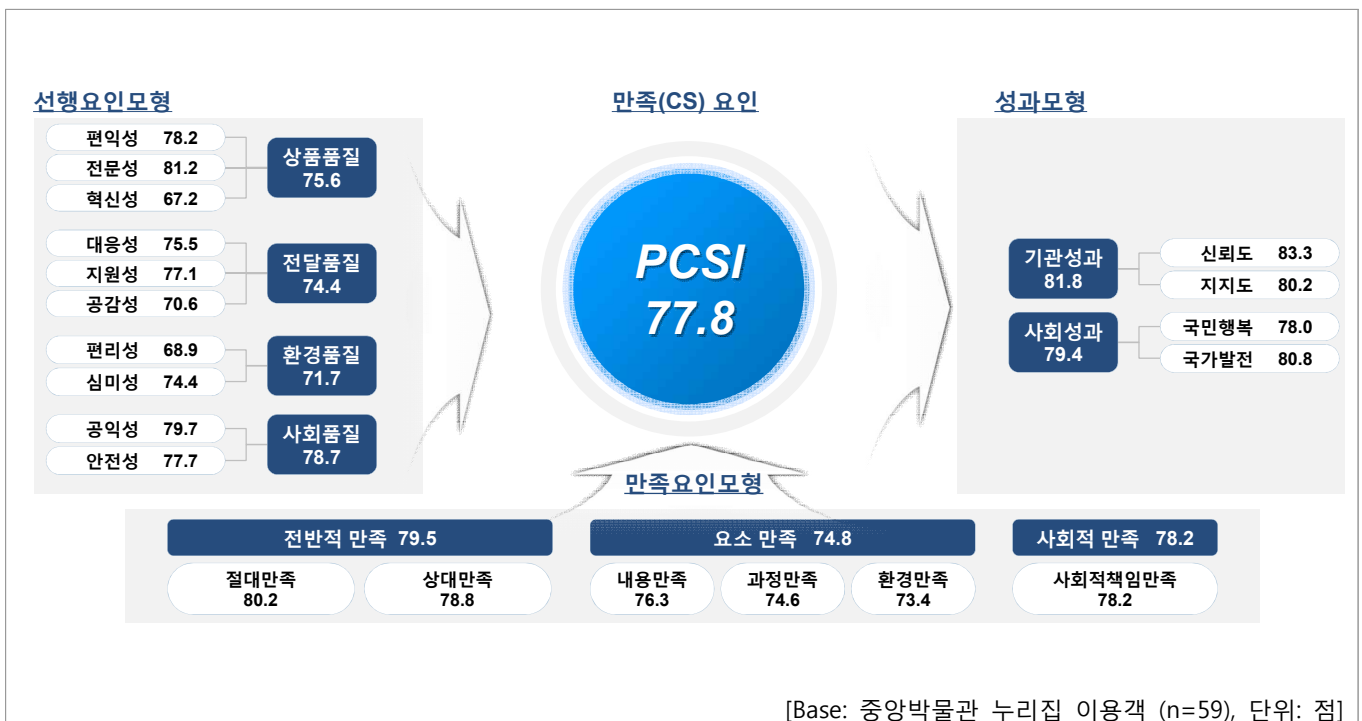 선행요인모형
편익성 78.2
전문성 81.2
혁신성 67.2
상품품질
75.6
대응성 75.5
지원성 77.1
공감성 70.6
전달품질
74.4
편리성 68.9
심미성 74.4
환경품질
71.7
공익성 79.7
안전성 77.7
사회품질
78.7
만족(CS) 요인
PCSI
77.8
성과모형
기관성과
81.8
신뢰도 83.3
지지도 80.2
사회성과
79.4
국민행복 78.0
국가발전 80.8
만족요인모형
전반적 만족 79.5
절대만족
80.2
상대만족
78.8
요소 만족 74.8
내용만족
76.3
과정만족
74.6
환경만족
73.4
사회적 만족 78.2
사회적책임만족
78.2
[Base: 중앙박물관 누리집 이용객 (n=59), 단위: 점]